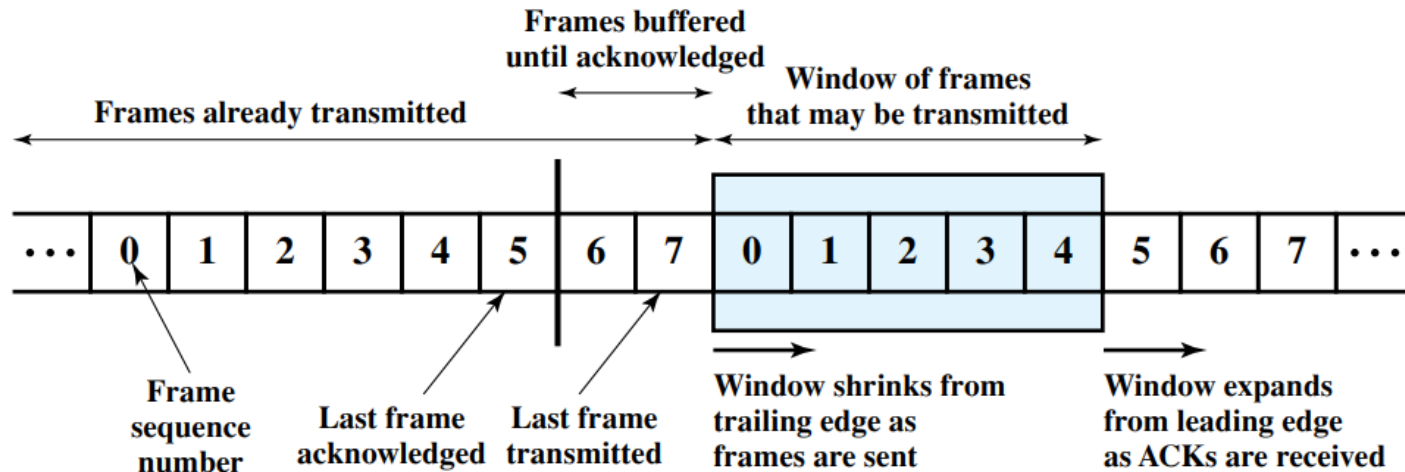 Frames buffered
until acknowledged
Window of frames
that may be transmitted
Frames already transmitted
••• 0 1 2 3 4 5 6 7 0 1 2 3 4 5 6 7 •••
Frame
sequence
number
Last frame
acknowledged
Last frame
transmitted
Window shrinks from
trailing edge as
frames are sent
Window expands
from leading edge
as ACKs are received